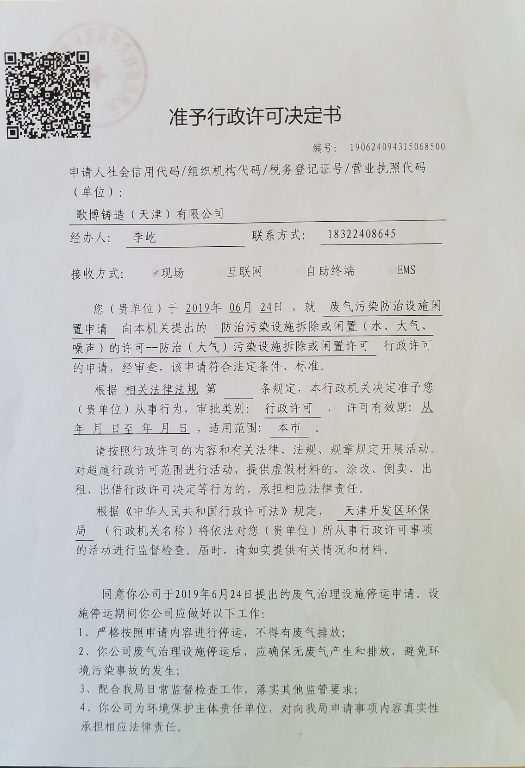 准予行政许可决定书
编号: 190624094315068500
申请人社会信用代码/组织机构代码/税务登记证号/营业执照代码
（单位）:
歌博铸造（天津）有限公司
经办人: 李屹 联系方式: 18322408645
接收方式: ✓现场 互联网 自助终端 EMS
您（贵单位）于 2019年 06月 24日 ，就 废气污染防治设施闲
置申请 向本机关提出的 防治污染设施拆除或闲置（水、大气、
噪声）的许可--防治（大气）污染设施拆除或闲置许可 行政许可
的申请，经审查，该申请符合法定条件、标准。
根据 相关法律法规 第 条规定，本行政机关决定准予您
（贵单位）从事行为，审批类别: 行政许可 ， 许可有效期: 从
年 月 日至 年 月 日 ，适用范围: 本市 。
请按照行政许可的内容和有关法律、法规、规章规定开展活动。
对超越行政许可范围进行活动，提供虚假材料的，涂改、倒卖、出
租、出借行政许可决定等行为的，承担相应法律责任。
根据《中华人民共和国行政许可法》规定， 天津开发区环保
局 （行政机关名称）将依法对您（贵单位）所从事行政许可事项
的活动进行监督检查。届时，请如实提供有关情况和材料。
同意你公司于2019年6月24日提出的废气治理设施停运申请。设
施停运期间你公司应做好以下工作:
1、严格按照申请内容进行停运，不得有废气排放;
2、你公司废气治理设施停运后，应确保无废气产生和排放，避免环
境污染事故的发生;
3、配合我局日常监督检查工作，落实其他监管要求;
4、你公司为环境保护主体责任单位，对向我局申请事项内容真实性
承担相应法律责任。